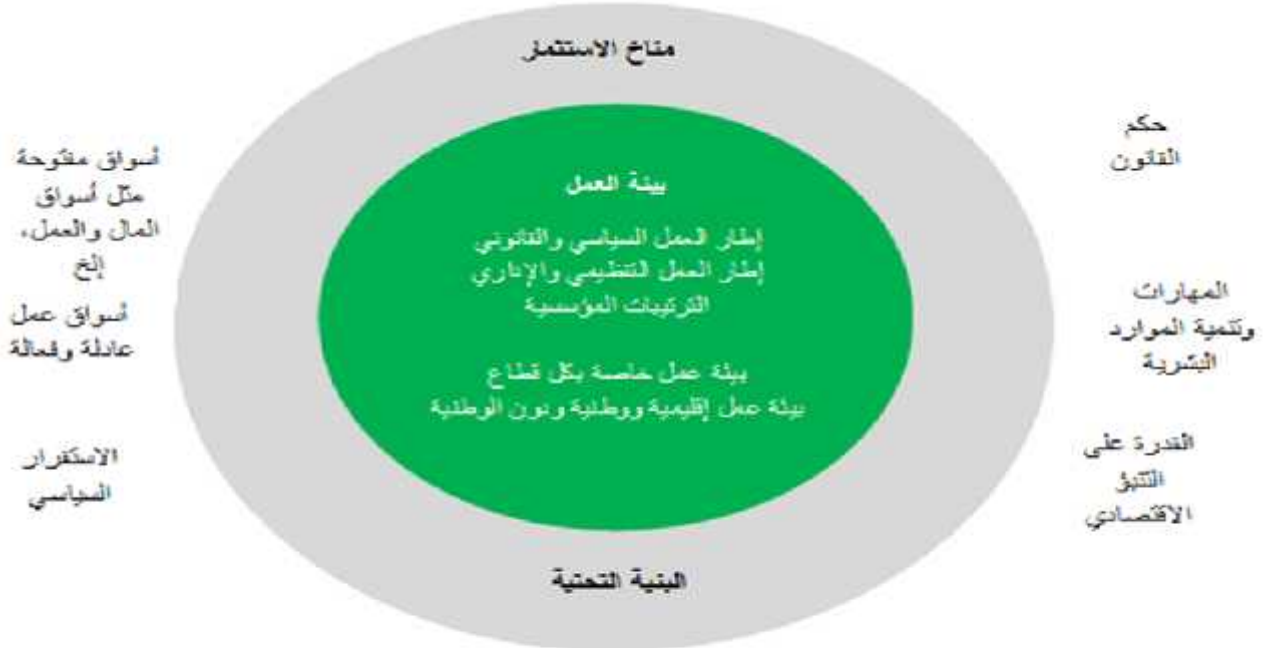 مناخ الاستثمار
حكم
القانون
المهارات
وتنمية الموارد
البشرية
القدرة على
التنبؤ
الاقتصادي
بيئة العمل
إطار العمل السياسي والقانوني
إطار العمل التنظيمي والإداري
الترتيبات المؤسسية
بيئة عمل خاصة بكل قطاع
بيئة عمل إقليمية ووطنية ودون الوطنية
أسواق مفتوحة
مثل أسواق
المال والعمل،
إلخ
أسواق عمل
عادلة وفعالة
الاستقرار
السياسي
البنية التحتية